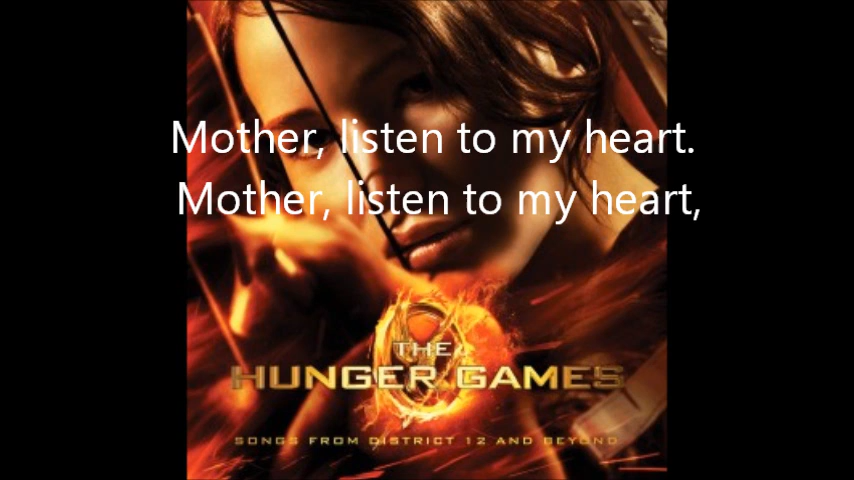 Mother, listen to my heart.
Mother, listen to my heart,
THE
HUNGER GAMES
SONGS FROM DISTRICT 12 AND BEYOND